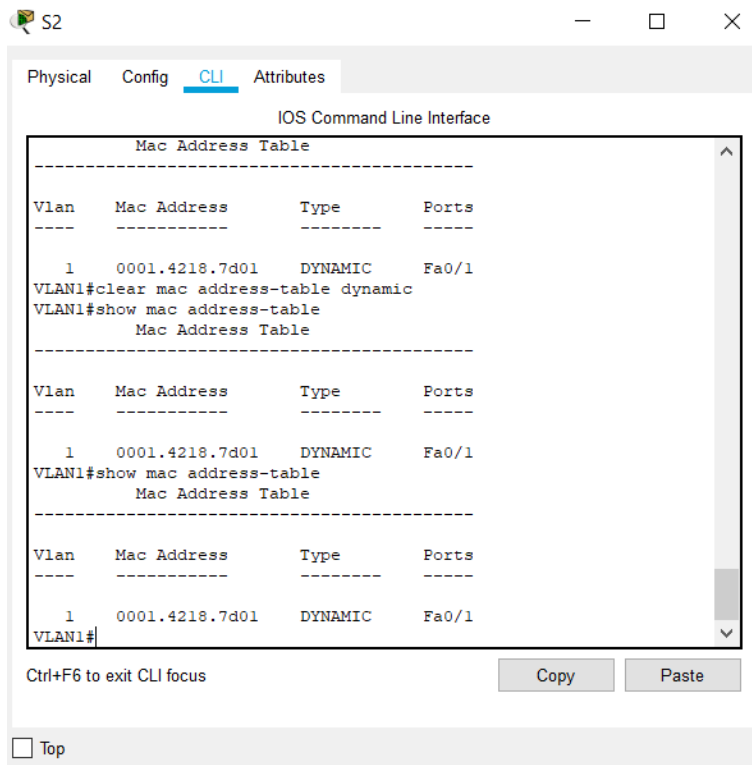 S2
Physical Config CLI Attributes
IOS Command Line Interface
Mac Address Table
-------------------------------------------
Vlan Mac Address Type Ports
---- ----------- -------- -----
1 0001.4218.7d01 DYNAMIC Fa0/1
VLAN1#clear mac address-table dynamic
VLAN1#show mac address-table
Mac Address Table
-------------------------------------------
Vlan Mac Address Type Ports
---- ----------- -------- -----
1 0001.4218.7d01 DYNAMIC Fa0/1
VLAN1#show mac address-table
Mac Address Table
-------------------------------------------
Vlan Mac Address Type Ports
---- ----------- -------- -----
1 0001.4218.7d01 DYNAMIC Fa0/1
VLAN1#
Ctrl+F6 to exit CLI focus
Copy Paste
Top